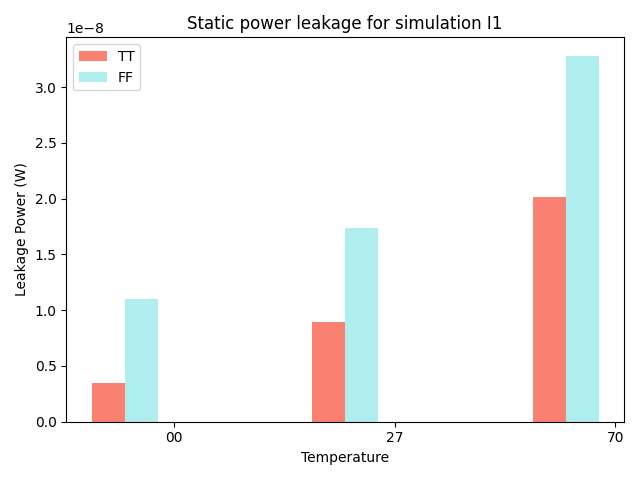 Static power leakage for simulation I1
1e−8
TT
FF
3.0
2.5
2.0
1.5
1.0
0.5
0.0
Leakage Power (W)
00
27
70
Temperature